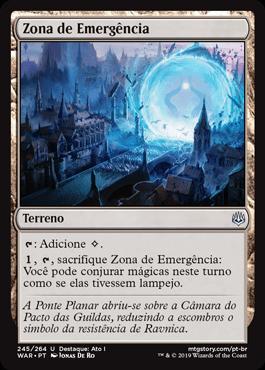 Zona de Emergência
Terreno
: Adicione .
1, , sacrifique Zona de Emergência:
Você pode conjurar mágicas neste turno
como se elas tivessem lampejo.
A Ponte Planar abriu-se sobre a Câmara do
Pacto das Guildas, reduzindo a escombros o
símbolo da resistência de Ravnica.
245/264 U Destaque: Ato I mtgstory.com/pt-br
WAR • PT Jonas De Ro ™ & © 2019 Wizards of the Coast